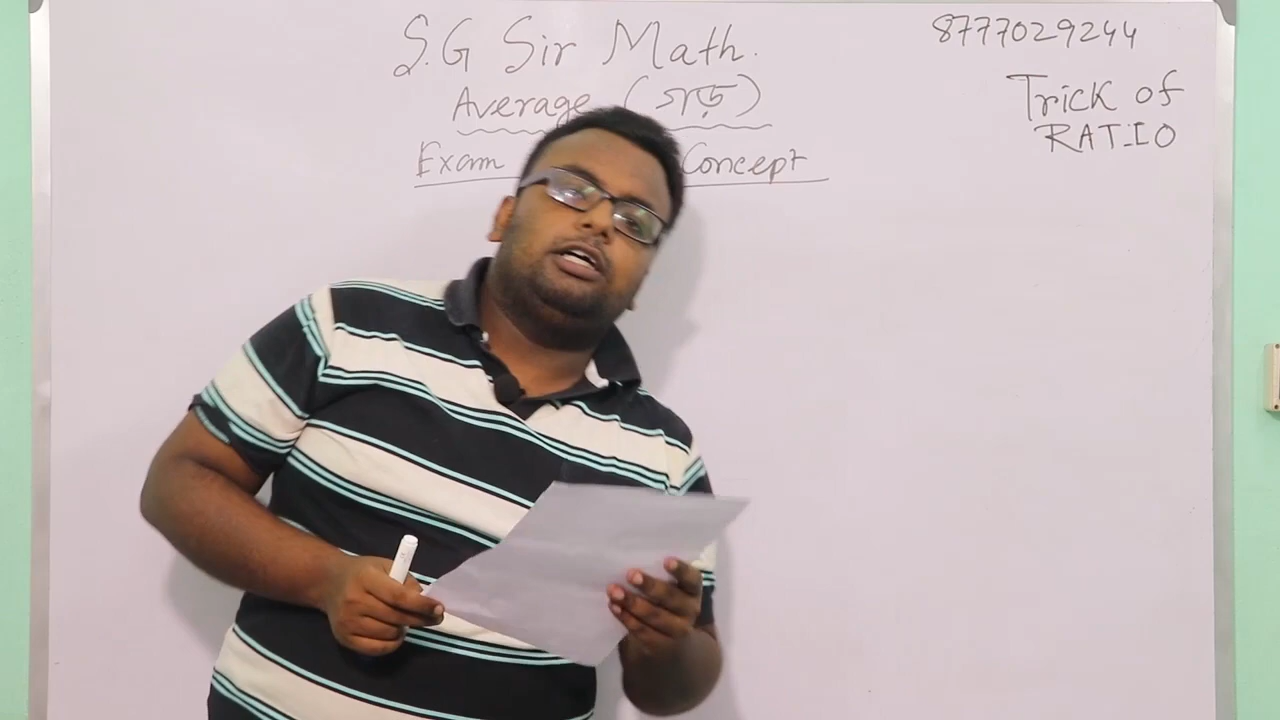 S.G Sir Math.
Average (গড়)
Exam Concept
8777029244
Trick of
RATIO